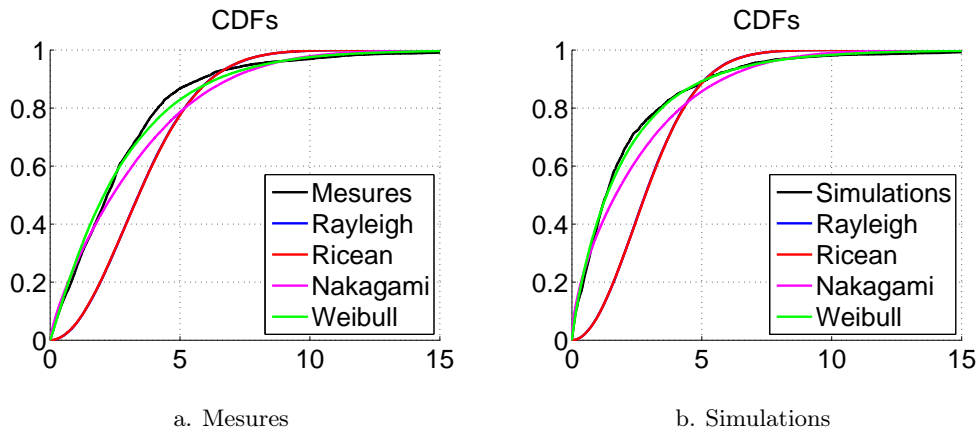 CDFs
1
0.8
0.6
0.4
0.2
0
0
5
10
15
Mesures
Rayleigh
Ricean
Nakagami
Weibull
a. Mesures
CDFs
1
0.8
0.6
0.4
0.2
0
0
5
10
15
Simulations
Rayleigh
Ricean
Nakagami
Weibull
b. Simulations